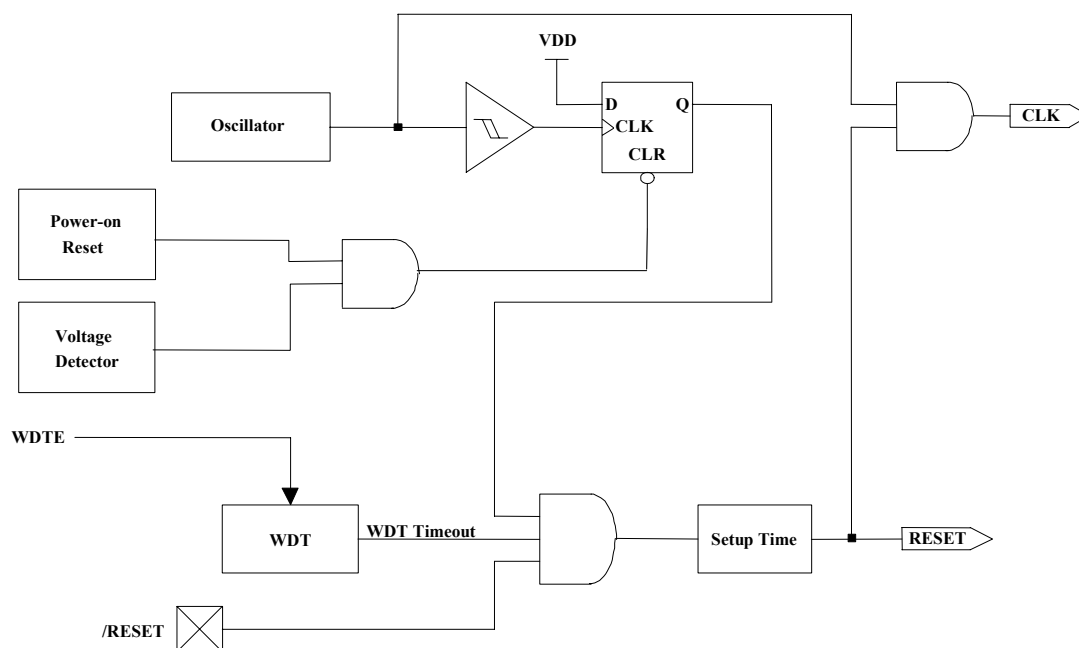 VDD
Oscillator
D
Q
CLK
CLR
CLK
Power-on
Reset
Voltage
Detector
WDTE
WDT
WDT Timeout
Setup Time
RESET
/RESET